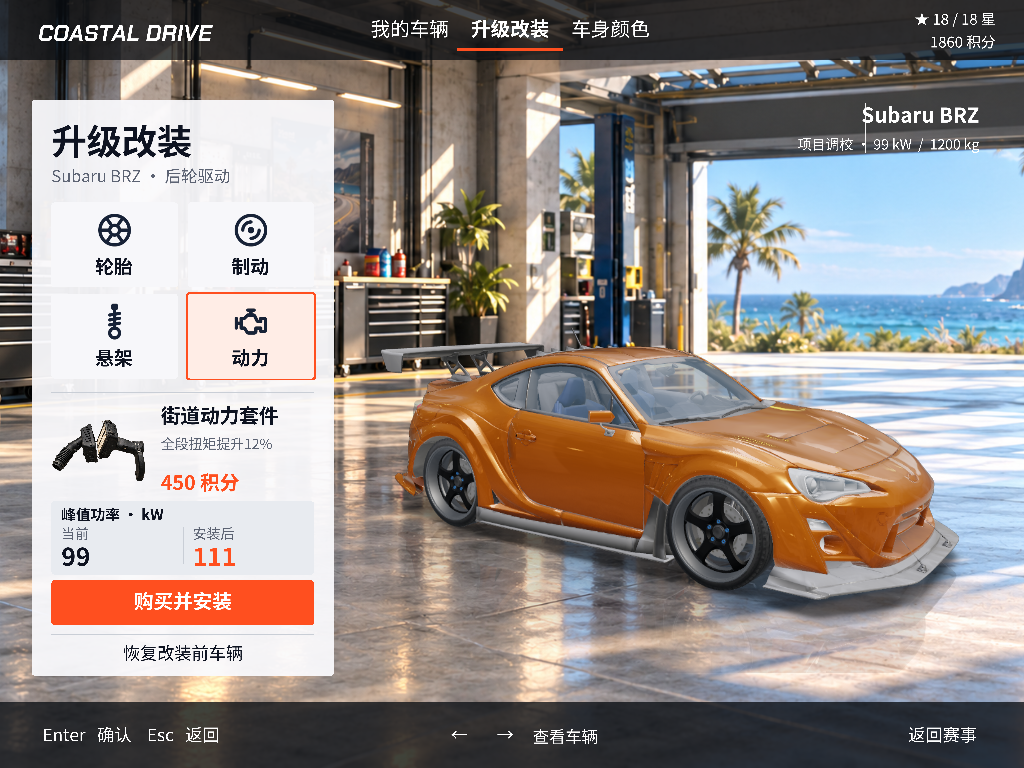 COASTAL DRIVE
我的车辆 升级改装 车身颜色
★ 18 / 18 星
1860 积分
Subaru BRZ
项目调校 · 99 kW / 1200 kg
升级改装
Subaru BRZ · 后轮驱动
轮胎 制动
悬架 动力
街道动力套件
全段扭矩提升12%
450 积分
峰值功率 · kW
当前 安装后
99 111
购买并安装
恢复改装前车辆
Enter 确认 Esc 返回
← → 查看车辆
返回赛事